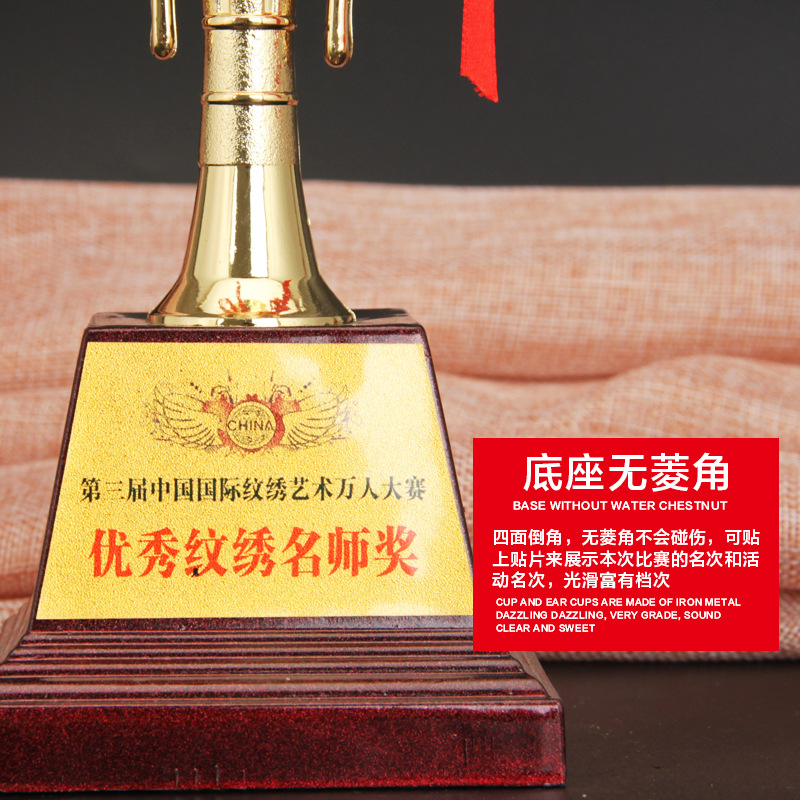 CHINA
第三届中国国际纹绣艺术万人大赛
优秀纹绣名师奖
底座无菱角
BASE WITHOUT WATER CHESTNUT
四面倒角，无菱角不会碰伤，可贴
上贴片来展示本次比赛的名次和活
动名次，光滑富有档次
CUP AND EAR CUPS ARE MADE OF IRON METAL
DAZZLING DAZZLING, VERY GRADE, SOUND
CLEAR AND SWEET